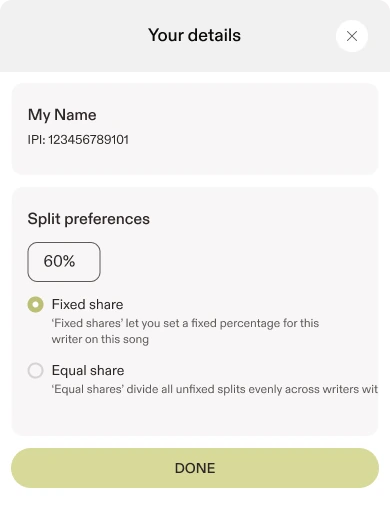 Your details
My Name
IPI: 123456789101
Split preferences
60%
Fixed share
‘Fixed shares’ let you set a fixed percentage for this
writer on this song
Equal share
‘Equal shares’ divide all unfixed splits evenly across writers wit
DONE